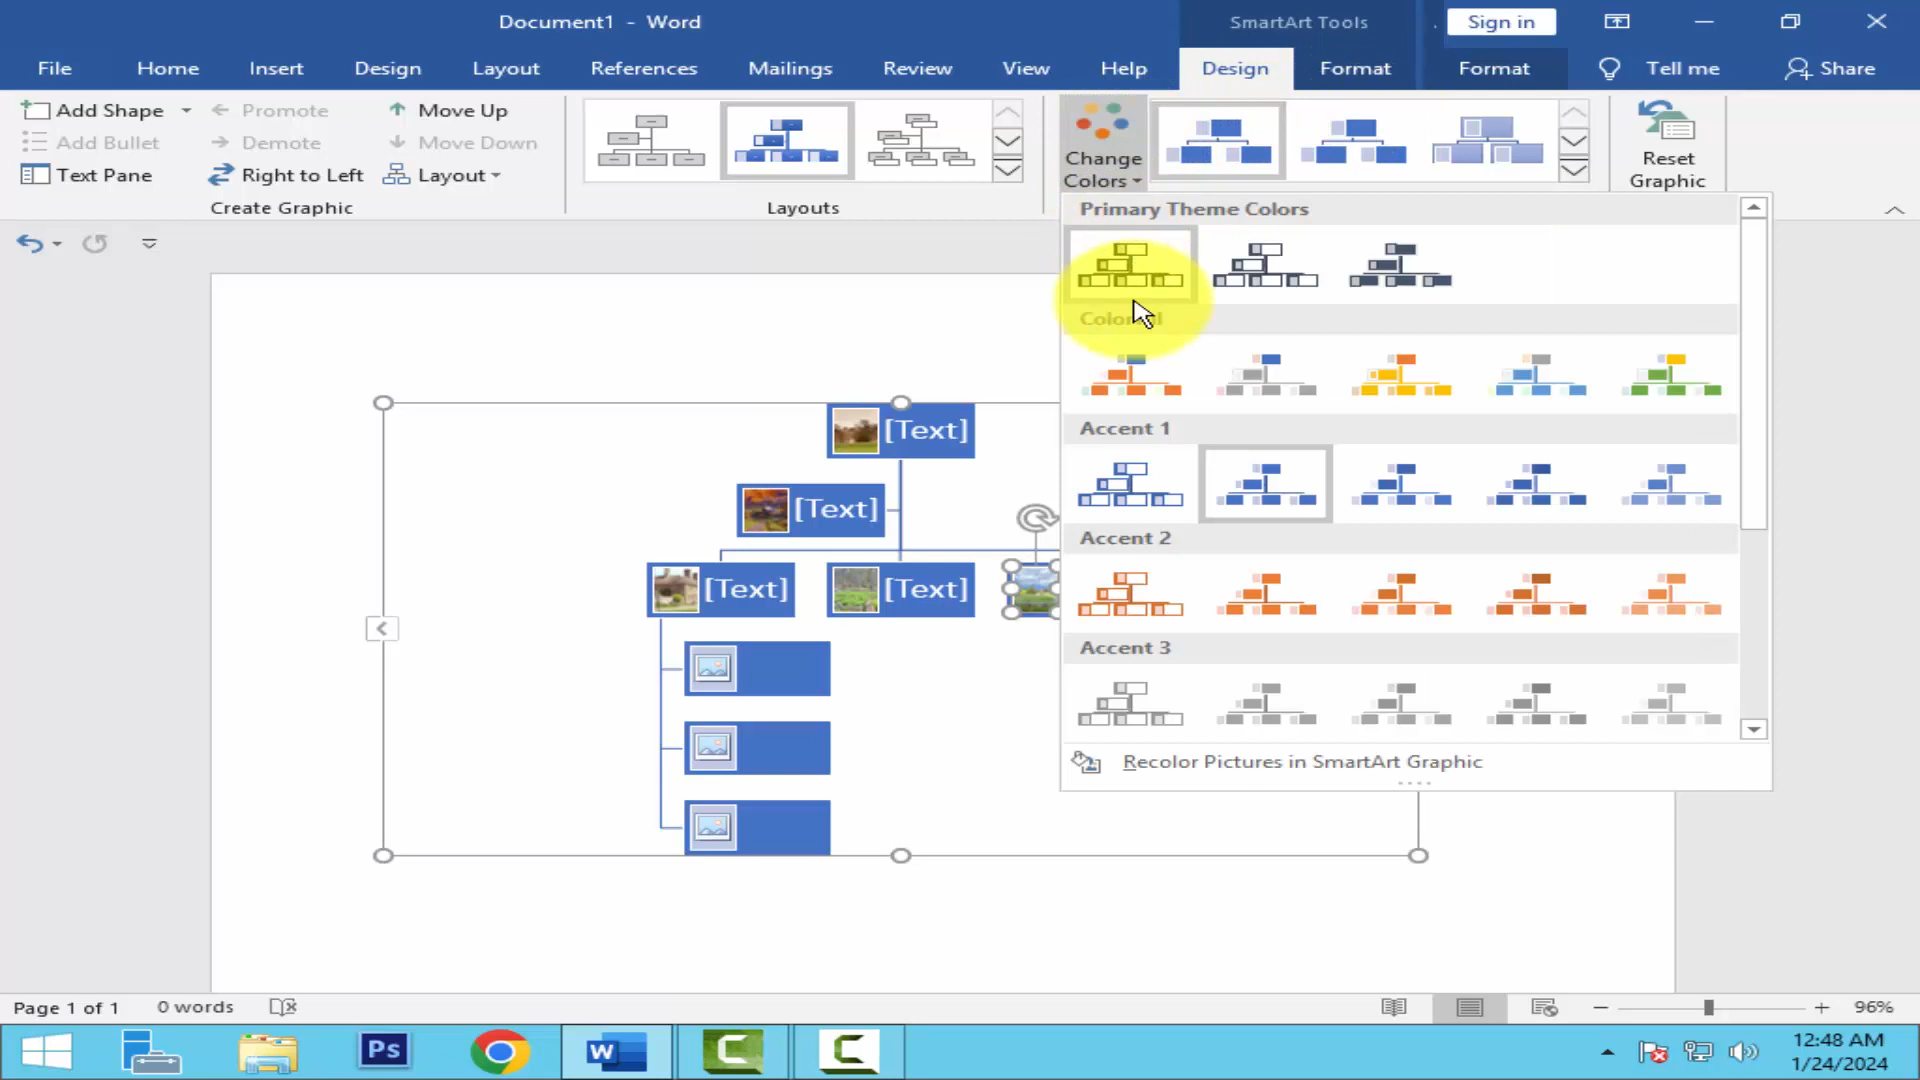 Document1 - Word
SmartArt Tools
Sign in
File Home Insert Design Layout References Mailings Review View Help Design Format Format Tell me Share
Add Shape Promote Move Up
Add Bullet Demote Move Down
Text Pane Right to Left Layout
Create Graphic
Layouts
Change
Colors
Reset
Graphic
Primary Theme Colors
Accent 1
Accent 2
Accent 3
Recolor Pictures in SmartArt Graphic
[Text]
[Text]
[Text] [Text]
Page 1 of 1 0 words
96%
Ps
W
C
C
12:48 AM
1/24/2024